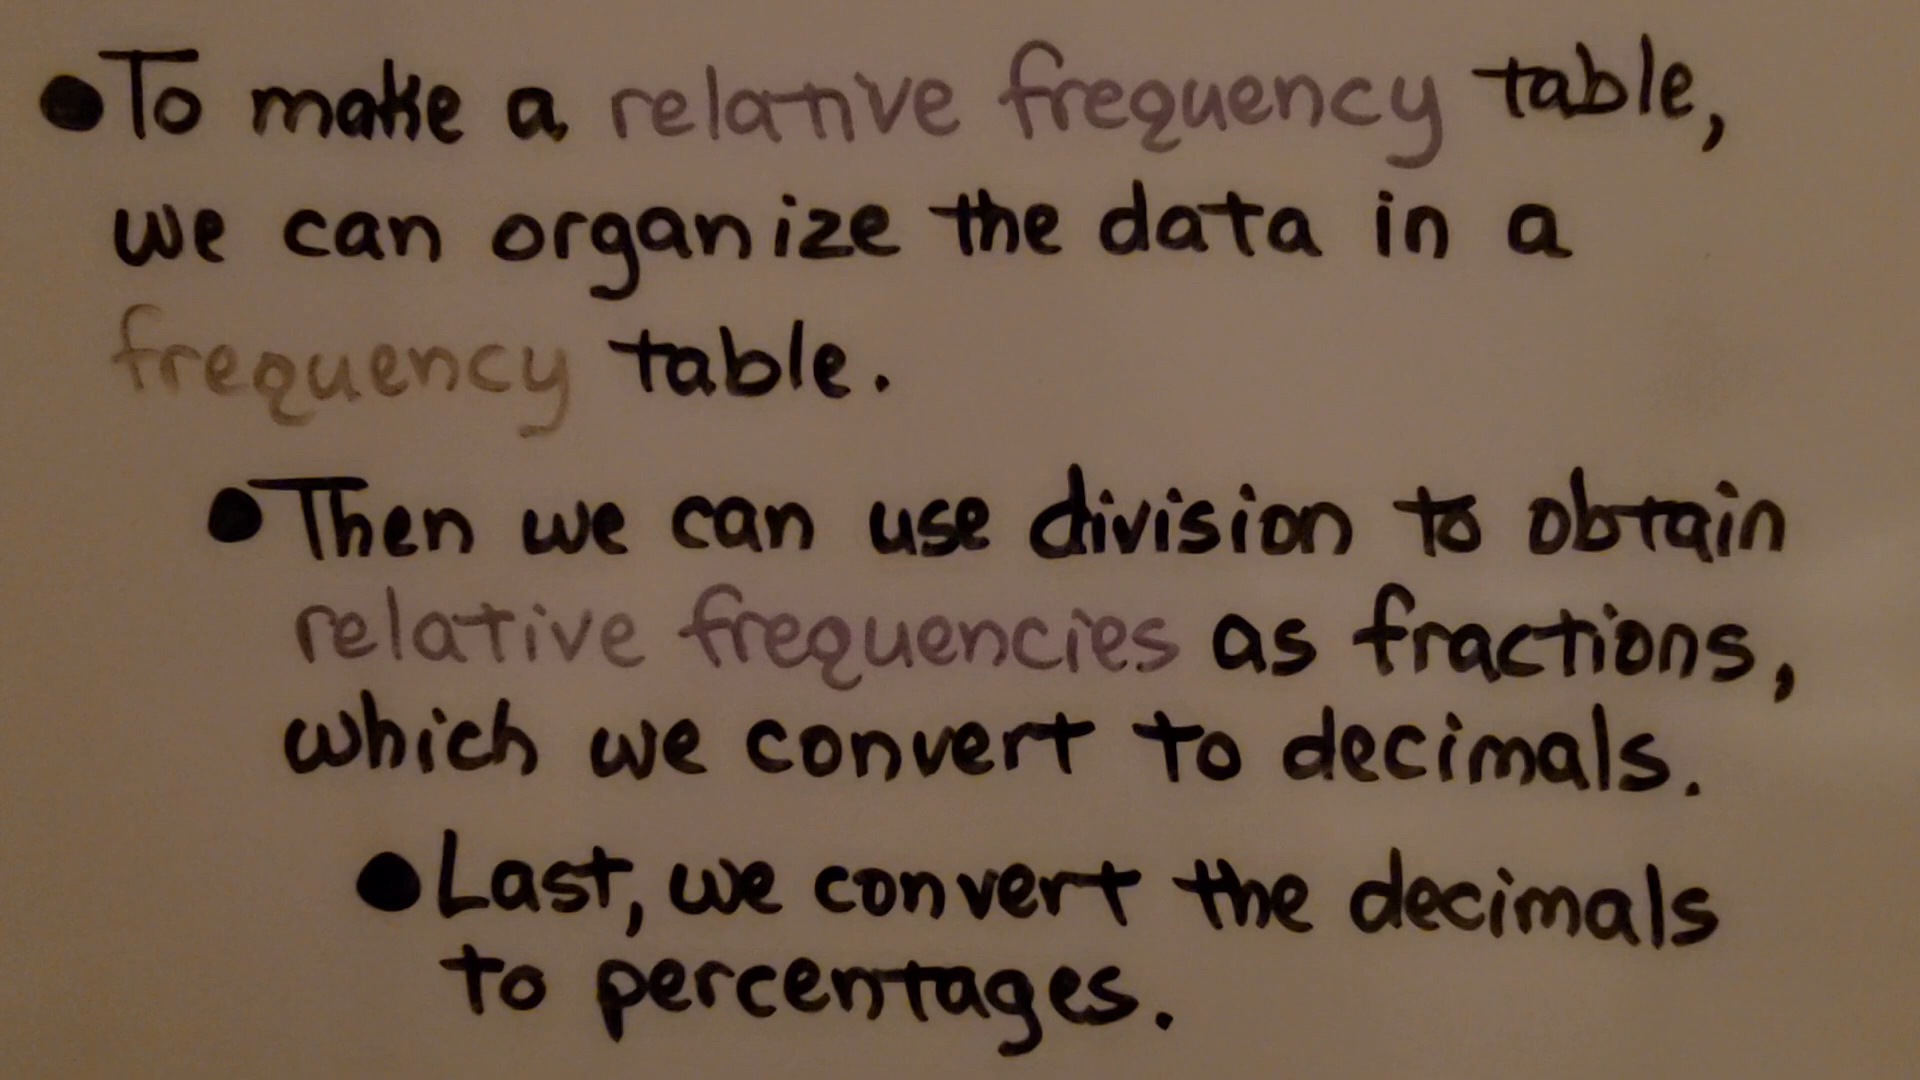 •To make a relative frequency table,
we can organize the data in a
frequency table.
•Then we can use division to obtain
relative frequencies as fractions,
which we convert to decimals.
•Last, we convert the decimals
to percentages.